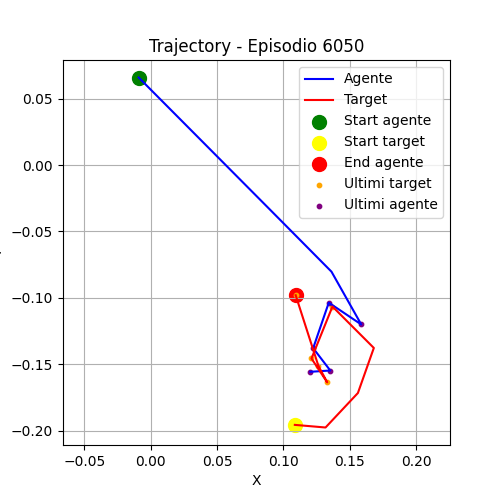 Trajectory - Episodio 6050
Agente
Target
Start agente
Start target
End agente
Ultimi target
Ultimi agente
0.05
0.00
−0.05
−0.10
−0.15
−0.20
−0.05
0.00
0.05
0.10
0.15
0.20
X